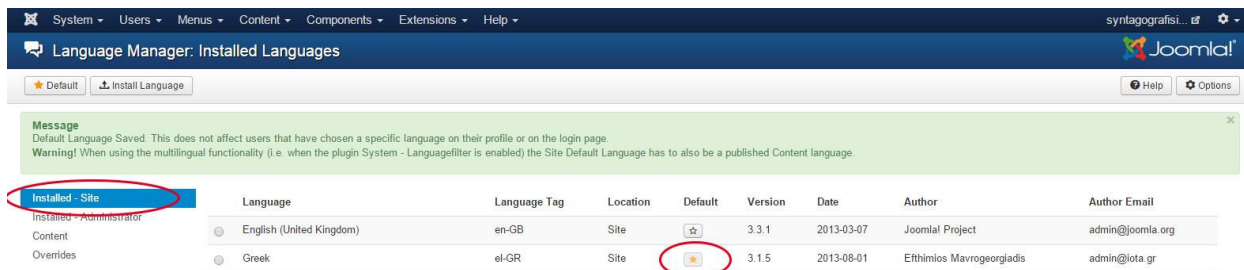 System Users Menus Content Components Extensions Help syntagografisi...
Language Manager: Installed Languages Joomla!
Default Install Language Help Options
Message
Default Language Saved. This does not affect users that have chosen a specific language on their profile or on the login page.
Warning! When using the multilingual functionality (i.e. when the plugin System - Languagefilter is enabled) the Site Default Language has to also be a published Content language.
Installed - Site
Installed - Administrator
Content
Overrides
Language Language Tag Location Default Version Date Author Author Email
English (United Kingdom) en-GB Site 3.3.1 2013-03-07 Joomla! Project admin@joomla.org
Greek el-GR Site 3.1.5 2013-08-01 Efthimios Mavrogeorgiadis admin@iota.gr